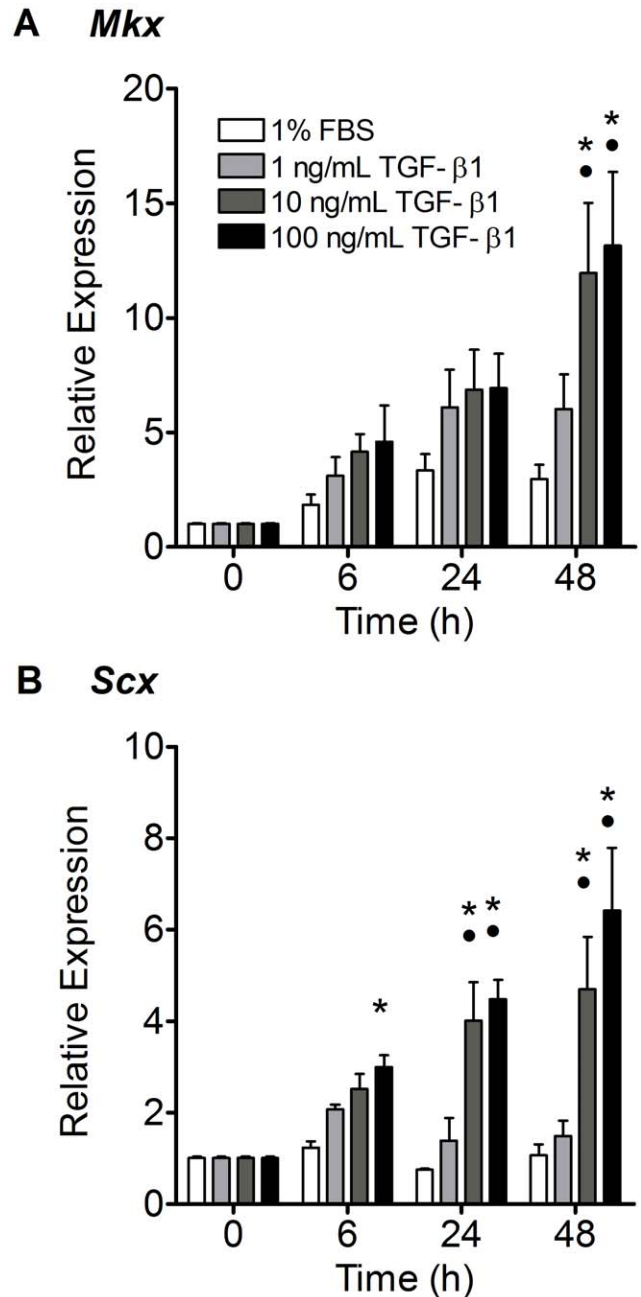 A Mkx
20
15
10
5
0
Relative Expression
1% FBS
1 ng/mL TGF-β1
10 ng/mL TGF-β1
100 ng/mL TGF-β1
* *
• •
0 6 24 48
Time (h)
B Scx
10
8
6
4
2
0
Relative Expression
*
* *
• •
*
•
*
•
0 6 24 48
Time (h)